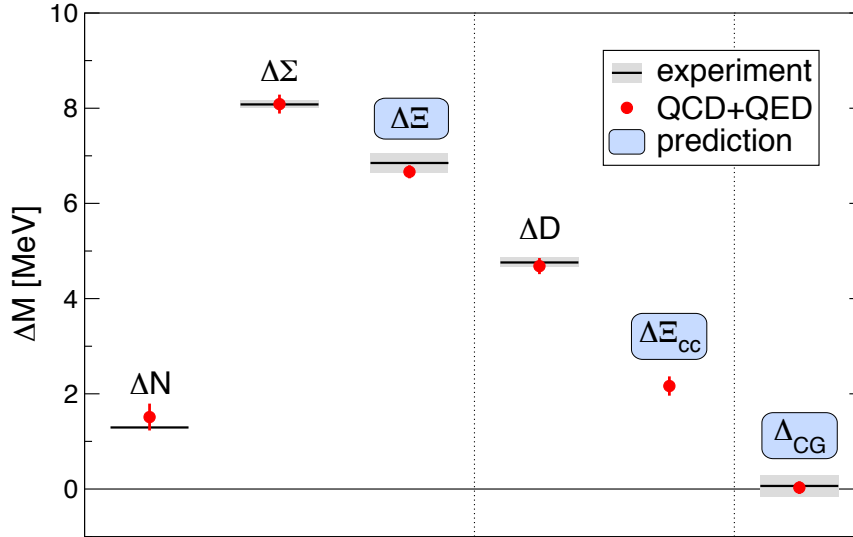 10
8
6
4
2
0
ΔM [MeV]
ΔN
ΔΣ
ΔΞ
ΔD
ΔΞcc
ΔCG
experiment
QCD+QED
prediction